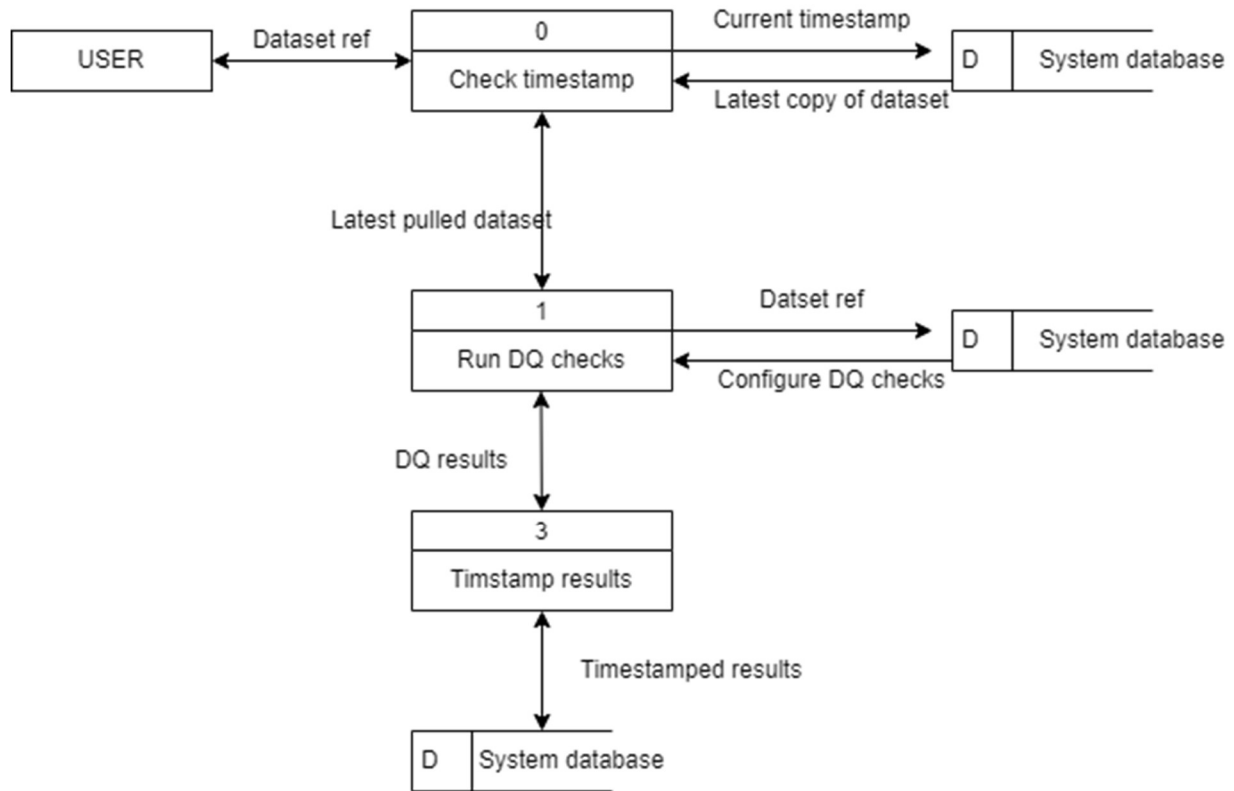 0
Current timestamp
USER
Dataset ref
Check timestamp
D
System database
Latest copy of dataset
Latest pulled dataset
1
Datset ref
Run DQ checks
D
System database
Configure DQ checks
DQ results
3
Timstamp results
Timestamped results
D
System database